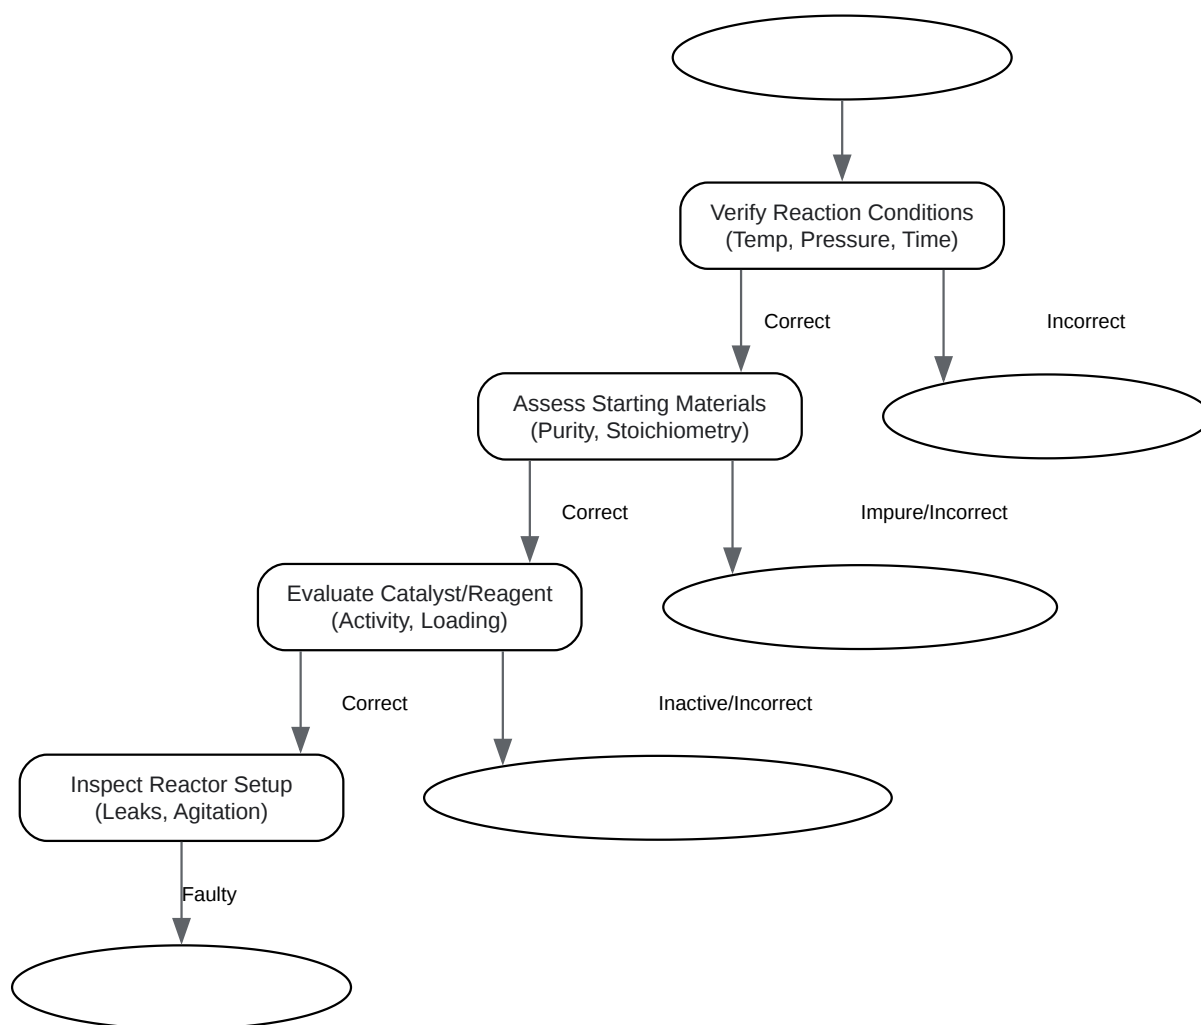 Verify Reaction Conditions
(Temp, Pressure, Time)
Correct
Incorrect
Assess Starting Materials
(Purity, Stoichiometry)
Correct
Impure/Incorrect
Evaluate Catalyst/Reagent
(Activity, Loading)
Correct
Inactive/Incorrect
Inspect Reactor Setup
(Leaks, Agitation)
Faulty